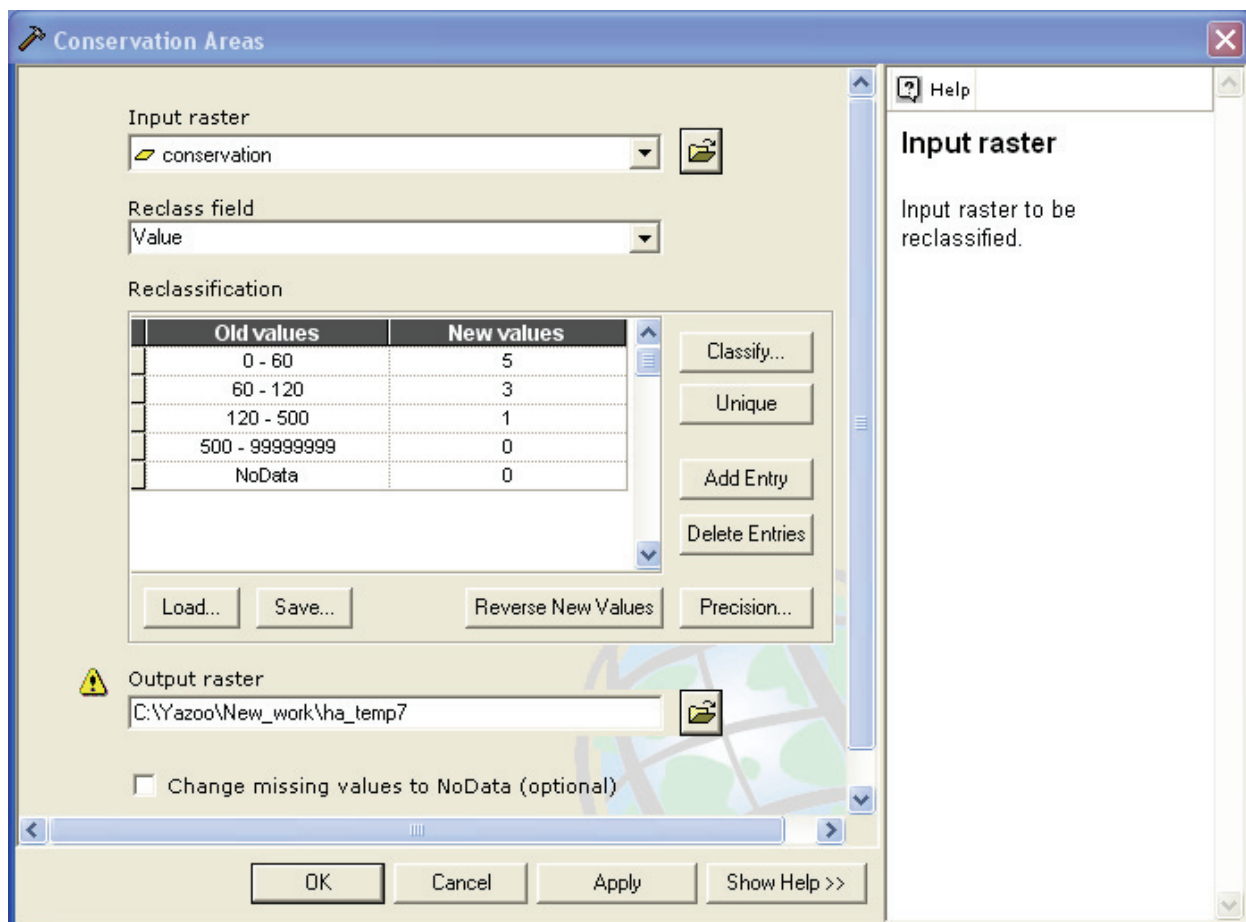 Conservation Areas
Input raster
conservation
Reclass field
Value
Reclassification
Old values New values
0 - 60 5
60 - 120 3
120 - 500 1
500 - 99999999 0
NoData 0
Classify...
Unique
Add Entry
Delete Entries
Load... Save... Reverse New Values Precision...
Output raster
C:\Yazoo\New_work\ha_temp7
Change missing values to NoData (optional)
OK Cancel Apply Show Help >>
Help
Input raster
Input raster to be
reclassified.